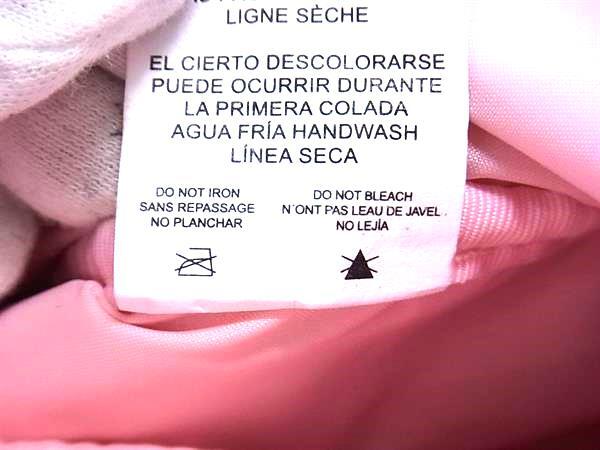 LIGNE SÈCHE
EL CIERTO DESCOLORARSE
PUEDE OCURRIR DURANTE
LA PRIMERA COLADA
AGUA FRÍA HANDWASH
LÍNEA SECA
DO NOT IRON
SANS REPASSAGE
NO PLANCHAR
DO NOT BLEACH
N'ONT PAS LEAU DE JAVEL.
NO LEJÍA